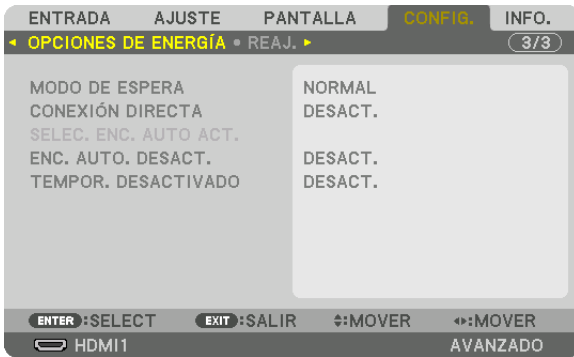 ENTRADA AJUSTE PANTALLA CONFIG. INFO.
◂ OPCIONES DE ENERGÍA • REAJ. ▸ 3/3
MODO DE ESPERA NORMAL
CONEXIÓN DIRECTA DESACT.
SELEC. ENC. AUTO ACT.
ENC. AUTO. DESACT. DESACT.
TEMPOR. DESACTIVADO DESACT.
ENTER :SELECT EXIT :SALIR ♦:MOVER ◂▸:MOVER
HDMI1 AVANZADO